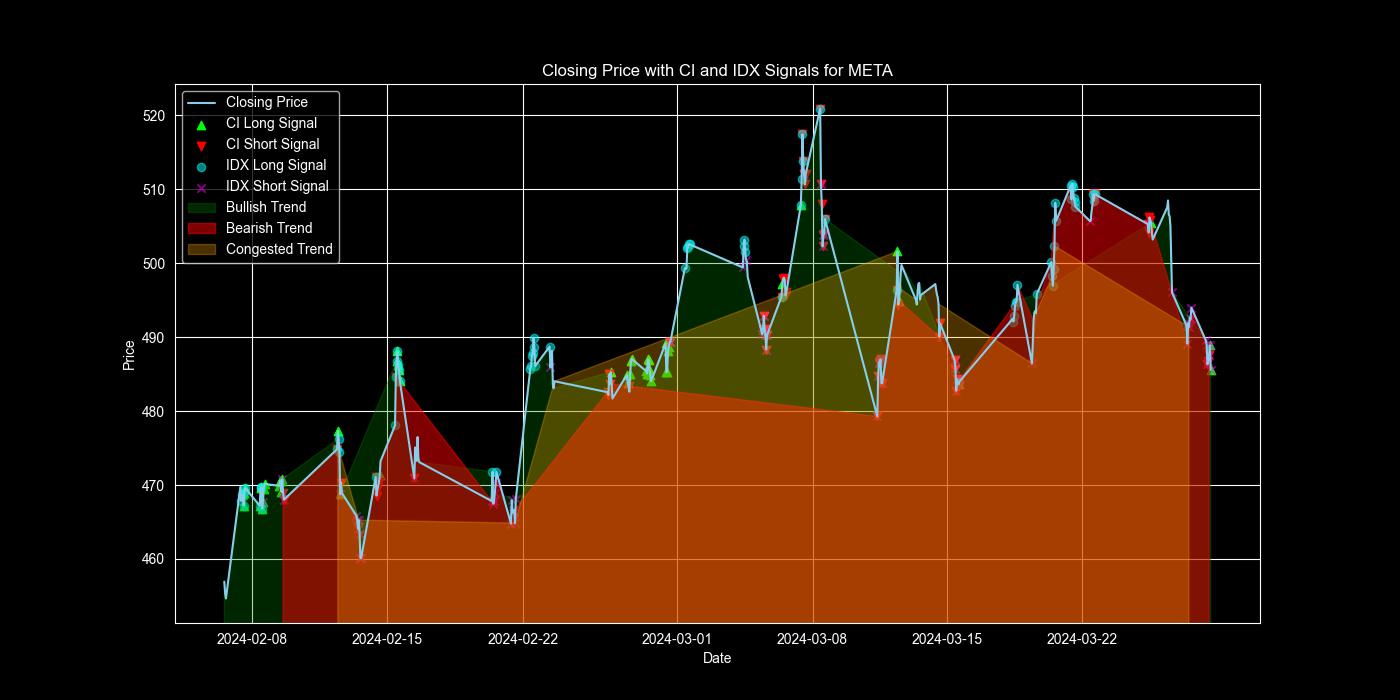 Closing Price with CI and IDX Signals for META
Closing Price
CI Long Signal
CI Short Signal
IDX Long Signal
IDX Short Signal
Bullish Trend
Bearish Trend
Congested Trend
520
510
500
490
480
470
460
Price
2024-02-08 2024-02-15 2024-02-22 2024-03-01 2024-03-08 2024-03-15 2024-03-22
Date